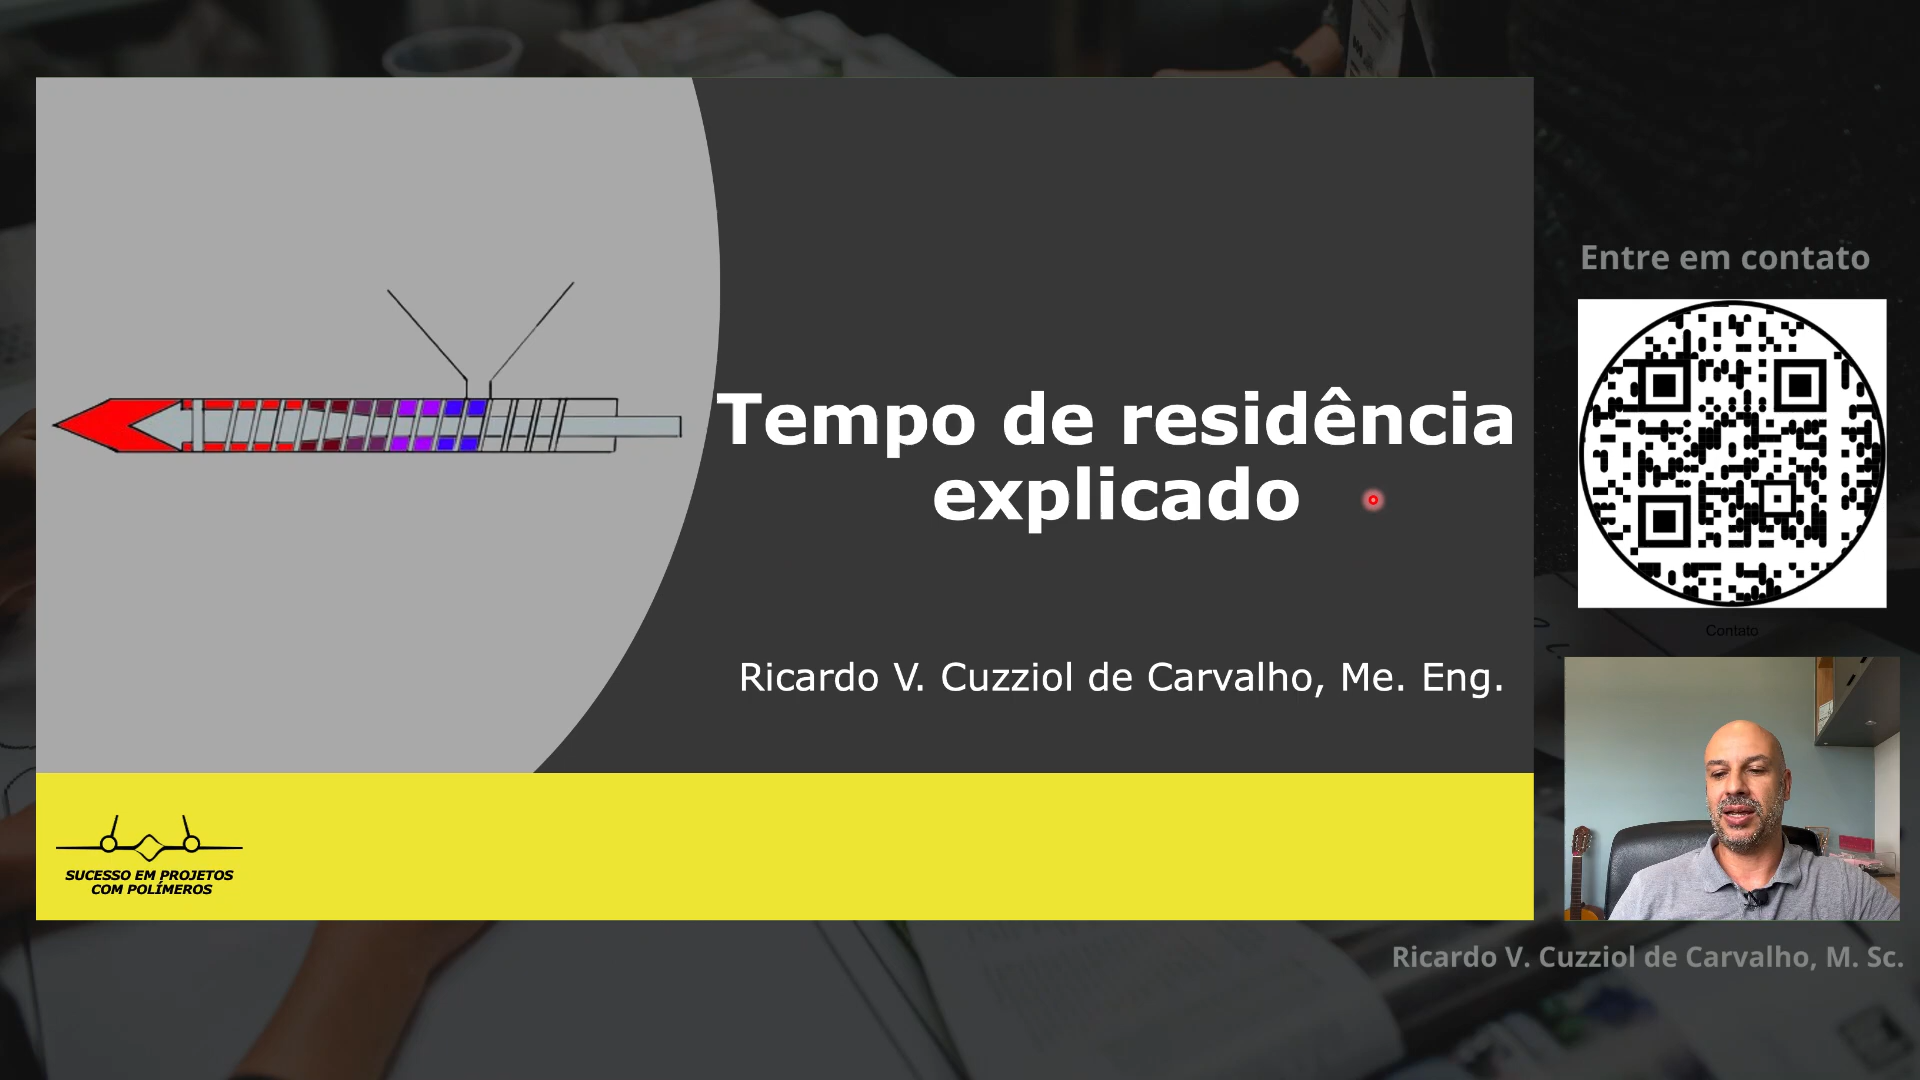 Tempo de residência
explicado
Ricardo V. Cuzziol de Carvalho, Me. Eng.
SUCESSO EM PROJETOS
COM POLÍMEROS
Entre em contato
Contato
Ricardo V. Cuzziol de Carvalho, M. Sc.